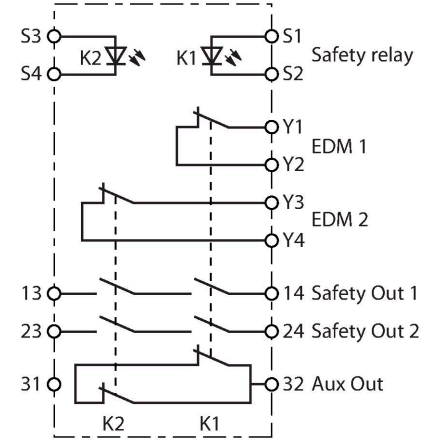 S3 S1
K2 K1 Safety relay
S4 S2
Y1
EDM 1
Y2
Y3
EDM 2
Y4
13 14 Safety Out 1
23 24 Safety Out 2
31 32 Aux Out
K2 K1